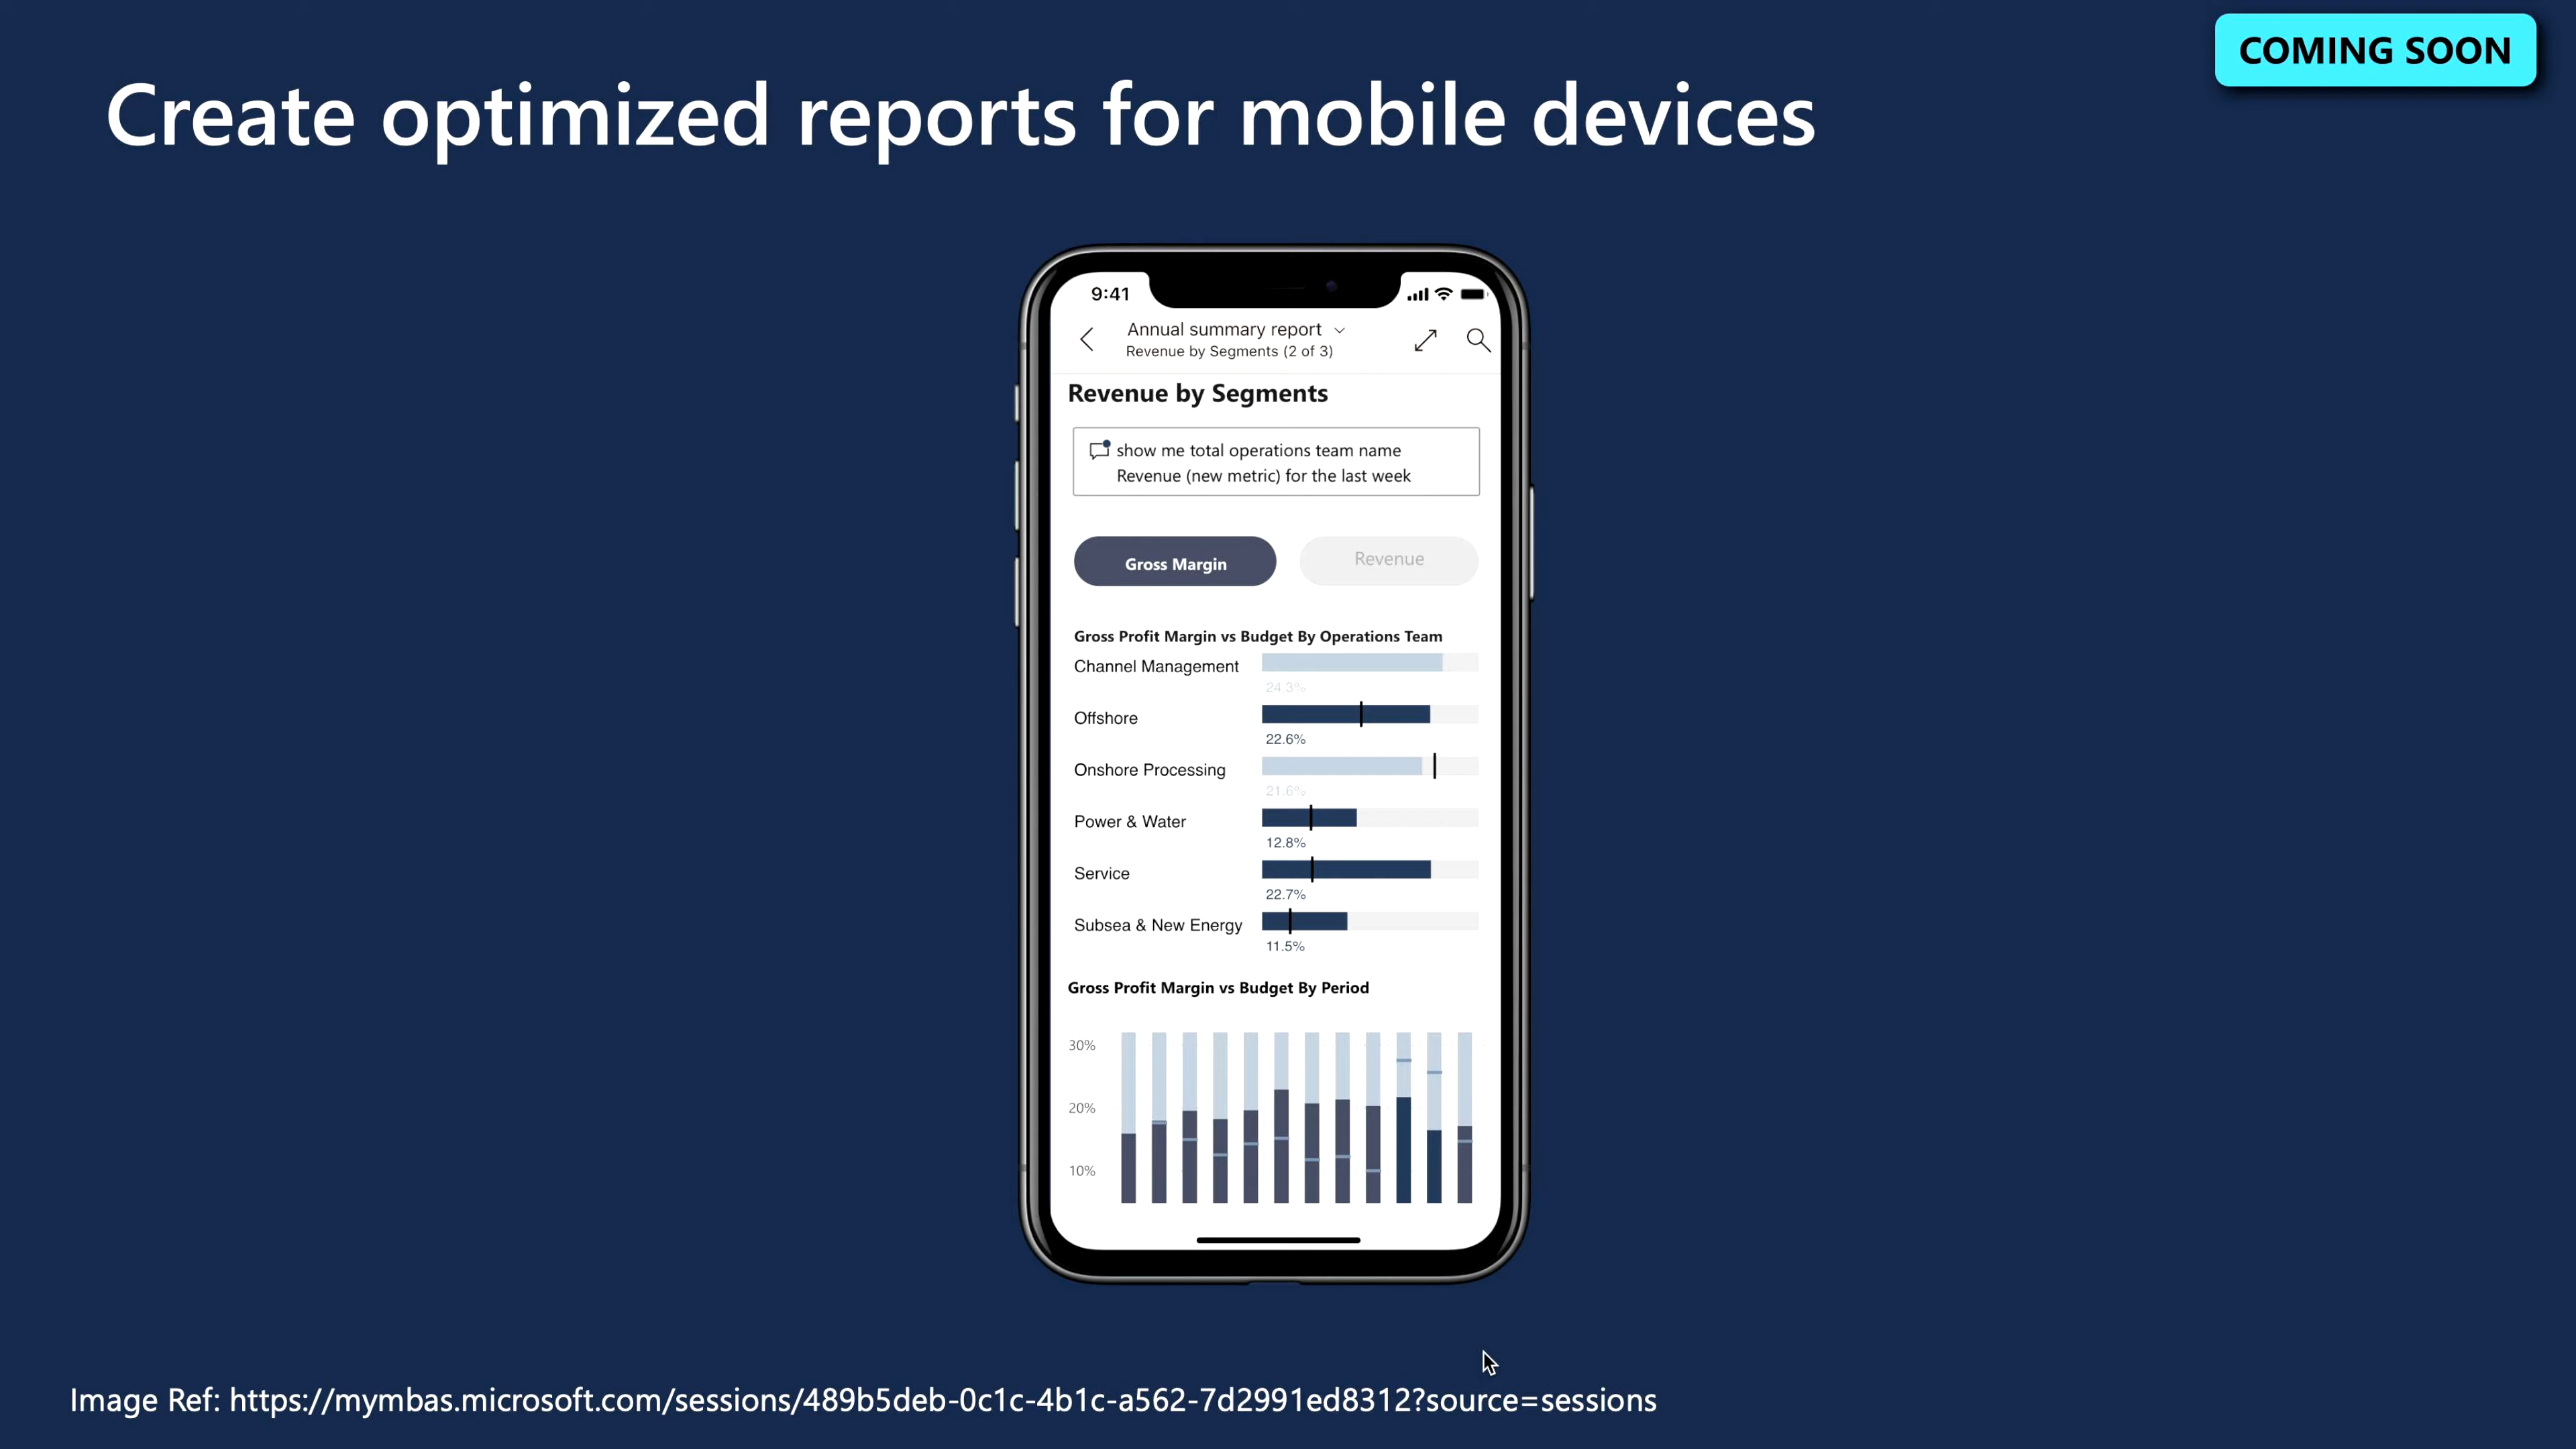 COMING SOON
Create optimized reports for mobile devices
9:41
Annual summary report
Revenue by Segments (2 of 3)
Revenue by Segments
show me total operations team name
Revenue (new metric) for the last week
Gross Margin
Revenue
Gross Profit Margin vs Budget By Operations Team
Channel Management
24.3%
Offshore
22.6%
Onshore Processing
21.6%
Power & Water
12.8%
Service
22.7%
Subsea & New Energy
11.5%
Gross Profit Margin vs Budget By Period
30%
20%
10%
Image Ref: https://mymbas.microsoft.com/sessions/489b5deb-0c1c-4b1c-a562-7d2991ed8312?source=sessions